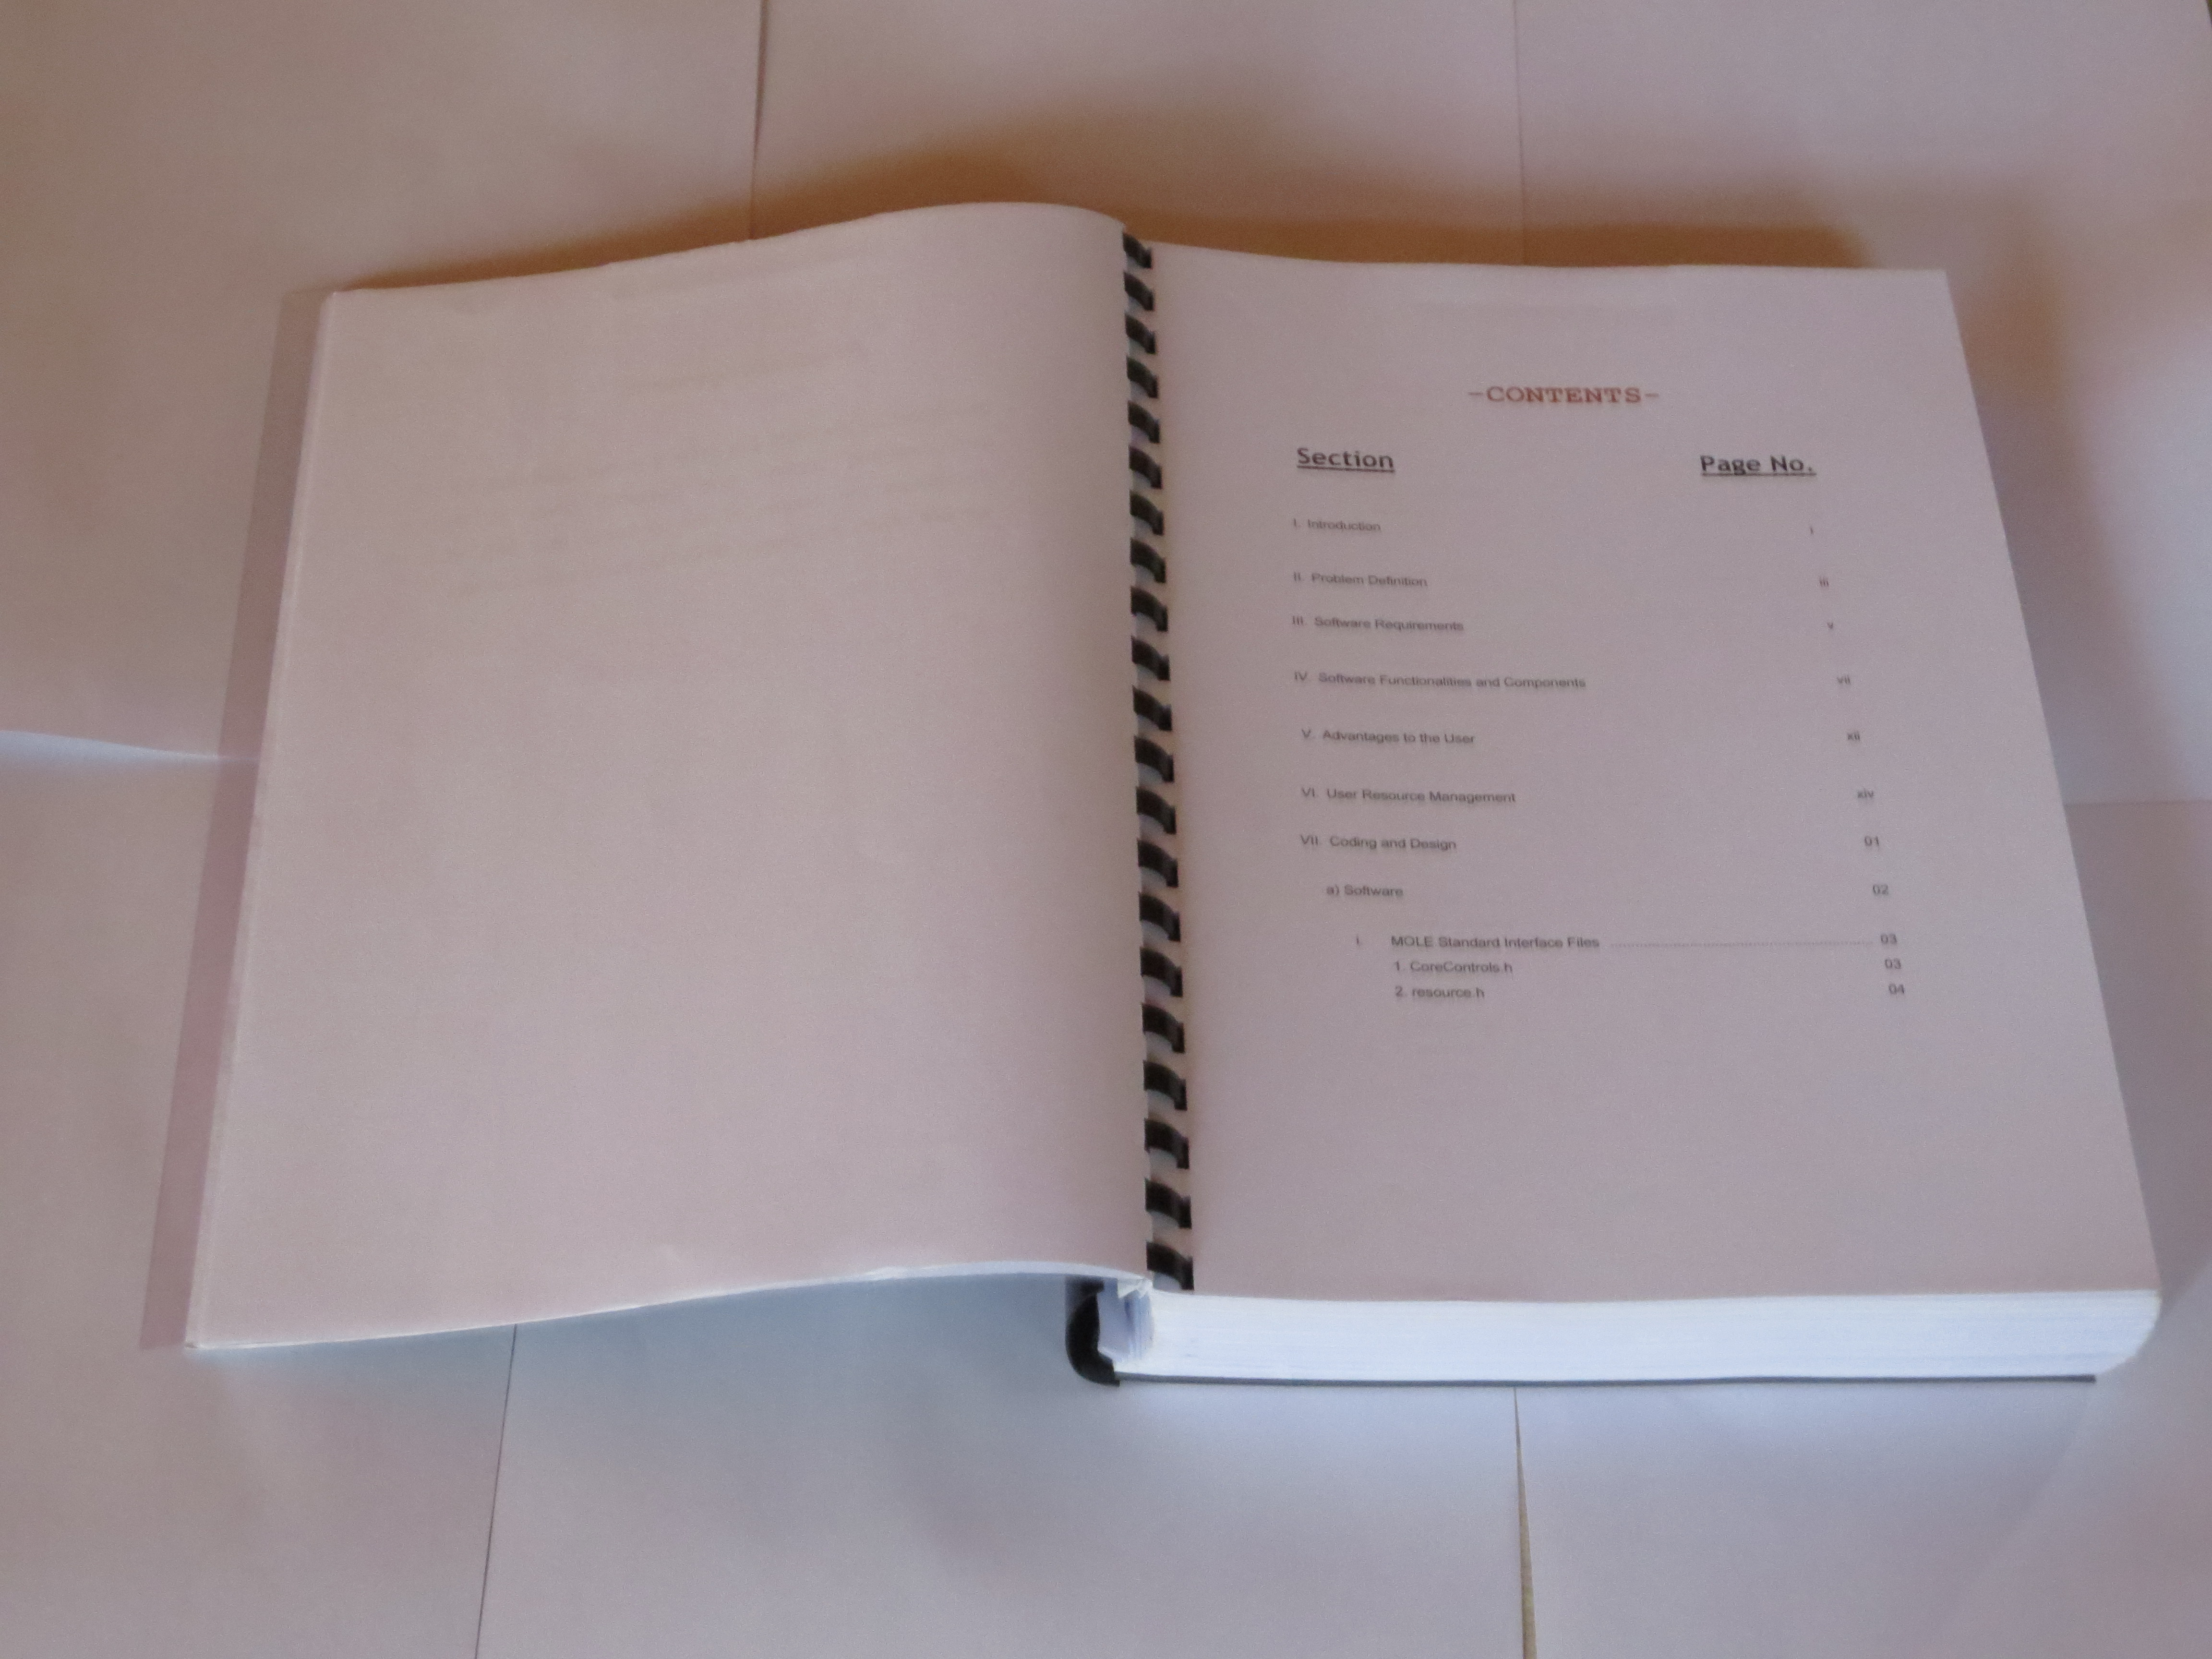 -CONTENTS-
Section Page No.
I. Introduction i
II. Problem Definition iii
III. Software Requirements v
IV. Software Functionalities and Components vii
V. Advantages to the User xii
VI. User Resource Management xiv
VII. Coding and Design 01
a) Software 02
i. MOLE Standard Interface Files ........................ 03
1. CoreControls.h 03
2. resource.h 04